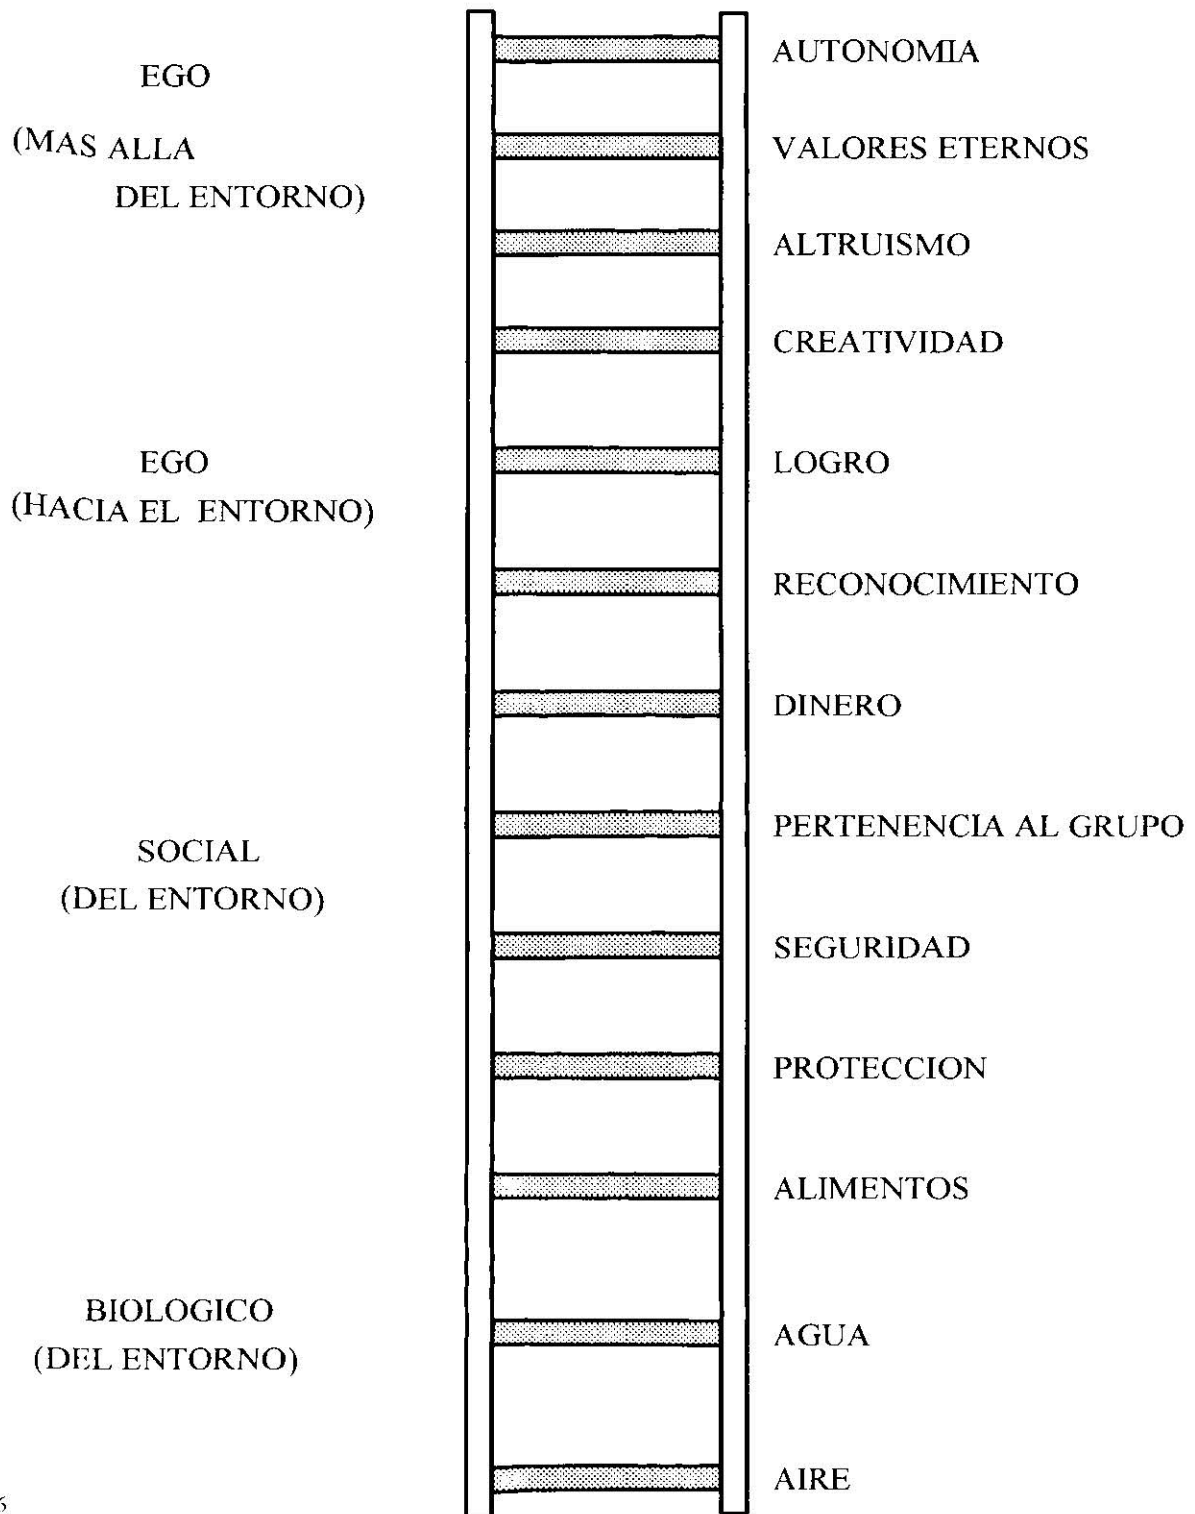 EGO
(MAS ALLA
DEL ENTORNO)
EGO
(HACIA EL ENTORNO)
SOCIAL
(DEL ENTORNO)
BIOLOGICO
(DEL ENTORNO)
AUTONOMIA
VALORES ETERNOS
ALTRUISMO
CREATIVIDAD
LOGRO
RECONOCIMIENTO
DINERO
PERTENENCIA AL GRUPO
SEGURIDAD
PROTECCION
ALIMENTOS
AGUA
AIRE